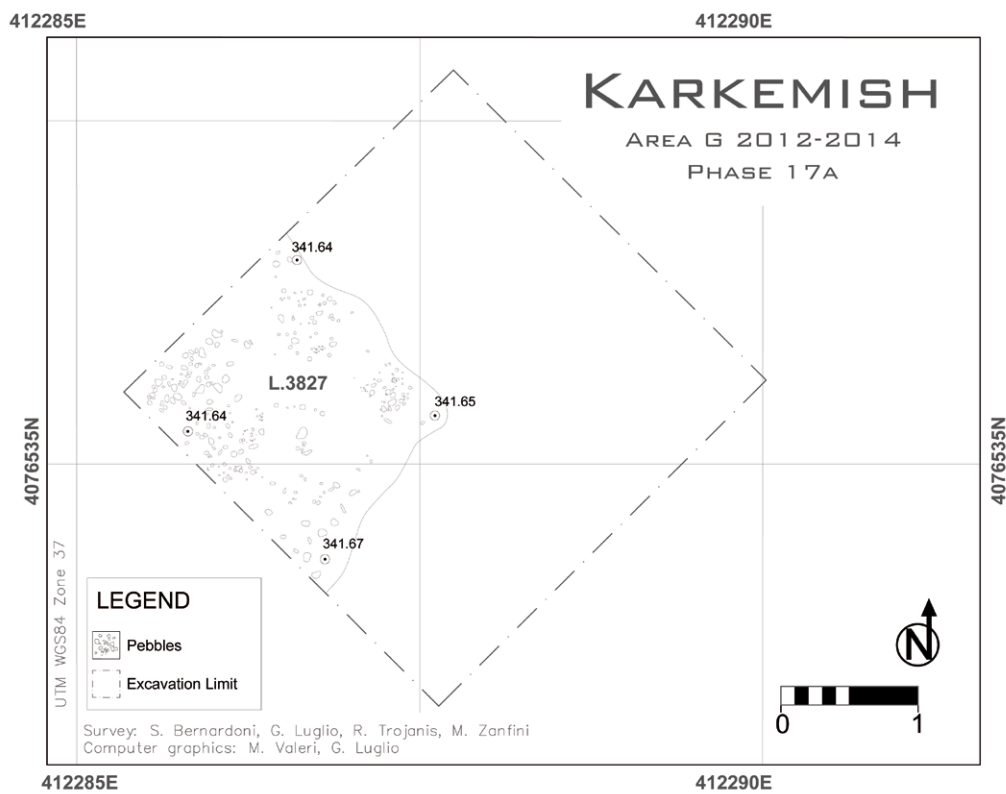 412285E 412290E
KARKEMISH
AREA G 2012-2014
PHASE 17A
341.64
L.3827
341.65
341.64
4076535N
4076535N
341.67
UTM WGS84 Zone 37
LEGEND
Pebbles
Excavation Limit
N
0 1
Survey: S. Bernardoni, G. Luglio, R. Trojanis, M. Zanfini
Computer graphics: M. Valeri, G. Luglio
412285E 412290E